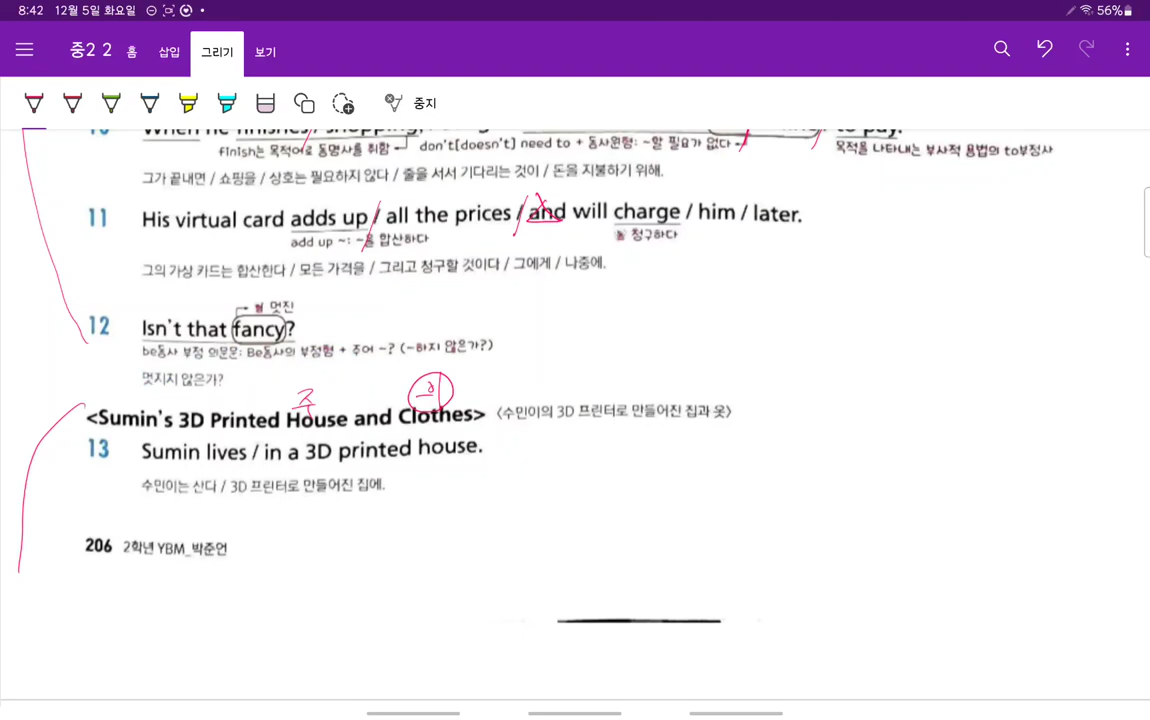 8:42 12월 5일 화요일 56%
중2 2 홈 삽입 그리기 보기
중지
When he finishes / shopping, to pay.
finish는 목적어로 동명사를 취함 don't[doesn't] need to + 동사원형: ~할 필요가 없다 목적을 나타내는 부사적 용법의 to부정사
그가 끝내면 / 쇼핑을 / 상호는 필요하지 않다 / 줄을 서서 기다리는 것이 / 돈을 지불하기 위해.
11 His virtual card adds up / all the prices / and will charge / him / later.
add up ~: ~을 합산하다 동 청구하다
그의 가상 카드는 합산한다 / 모든 가격을 / 그리고 청구할 것이다 / 그에게 / 나중에.
형 멋진
12 Isn't that fancy?
be동사 부정 의문문: Be동사의 부정형 + 주어 ~? (~하지 않은가?)
멋지지 않은가?
주 의
<Sumin's 3D Printed House and Clothes> <수민이의 3D 프린터로 만들어진 집과 옷>
13 Sumin lives / in a 3D printed house.
수민이는 산다 / 3D 프린터로 만들어진 집에.
206 2학년 YBM_박준언